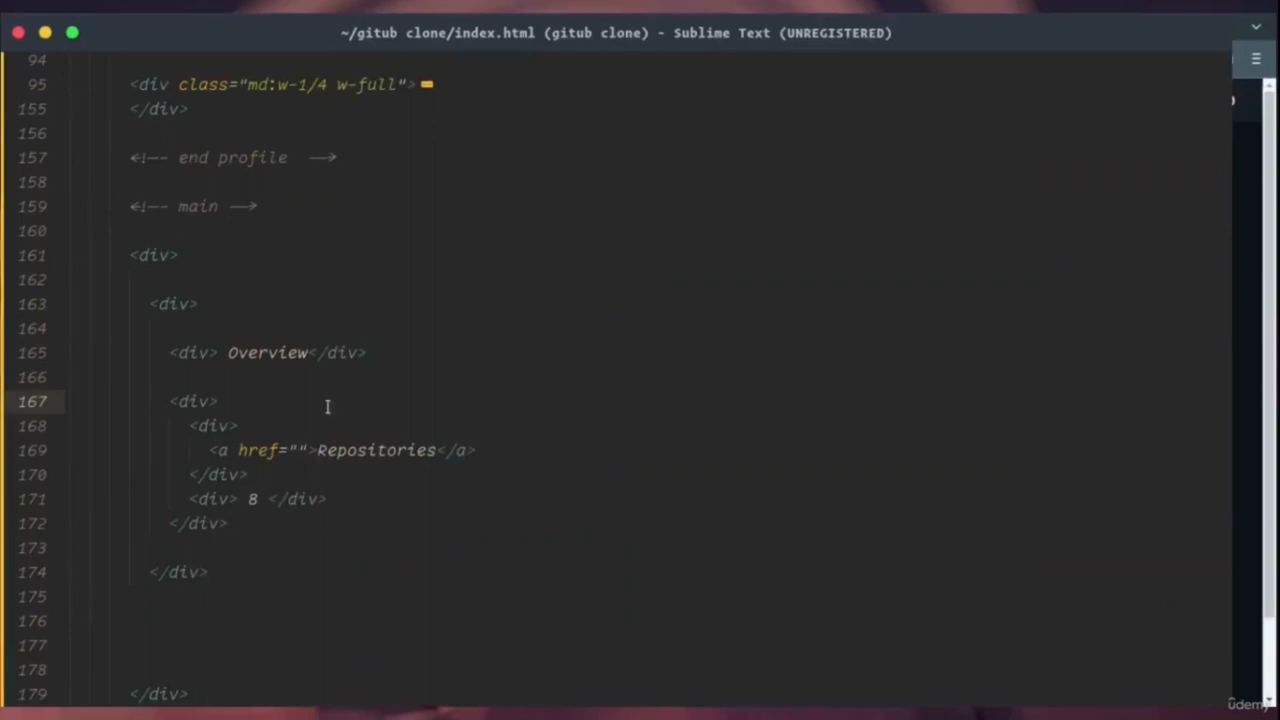 ~/gitub clone/index.html (gitub clone) - Sublime Text (UNREGISTERED)
94
95 <div class="md:w-1/4 w-full">
155 </div>
156
157 <!-- end profile -->
158
159 <!-- main -->
160
161 <div>
162
163 <div>
164
165 <div> Overview</div>
166
167 <div>
168 <div>
169 <a href="">Repositories</a>
170 </div>
171 <div> 8 </div>
172 </div>
173
174 </div>
175
176
177
178
179 </div>
ûdemy